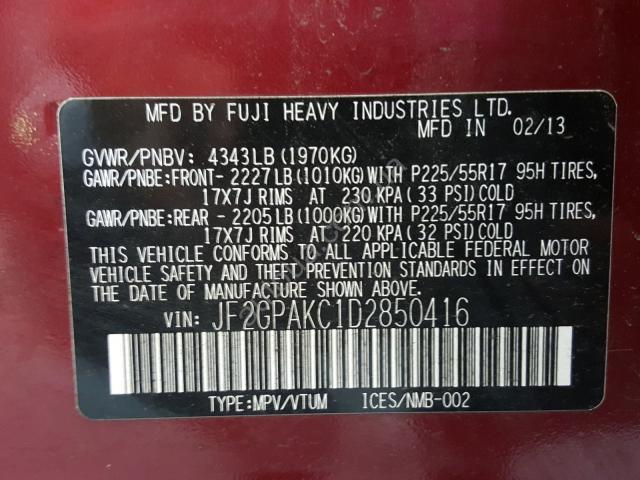 MFD BY FUJI HEAVY INDUSTRIES LTD.
MFD IN 02/13
GVWR/PNBV: 4343LB (1970KG)
GAWR/PNBE:FRONT- 2227LB (1010KG)WITH P225/55R17 95H TIRES,
17X7J RIMS AT 230 KPA (33 PSI)COLD
GAWR/PNBE:REAR - 2205LB (1000KG)WITH P225/55R17 95H TIRES,
17X7J RIMS AT 220 KPA (32 PSI)COLD
THIS VEHICLE CONFORMS TO ALL APPLICABLE FEDERAL MOTOR
VEHICLE SAFETY AND THEFT PREVENTION STANDARDS IN EFFECT ON
THE DATE OF MANUFACTURE SHOWN ABOVE.
VIN: JF2GPAKC1D2850416
TYPE:MPV/VTUM ICES/NMB-002